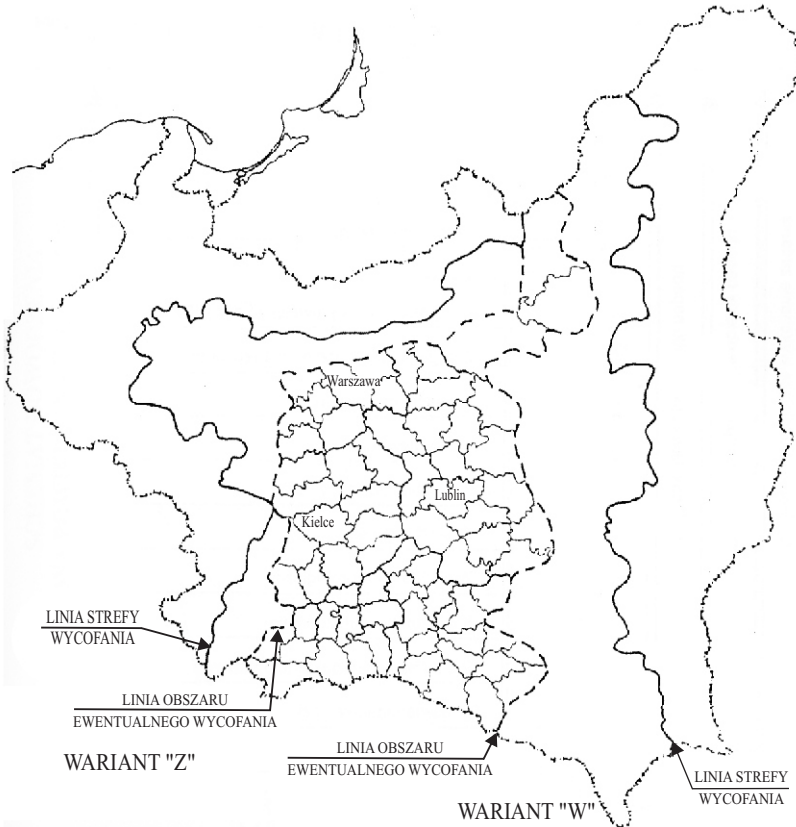 Warszawa
Lublin
Kielce
LINIA STREFY
WYCOFANIA
LINIA OBSZARU
EWENTUALNEGO WYCOFANIA
WARIANT "Z"
LINIA OBSZARU
EWENTUALNEGO WYCOFANIA
LINIA STREFY
WYCOFANIA
WARIANT "W"